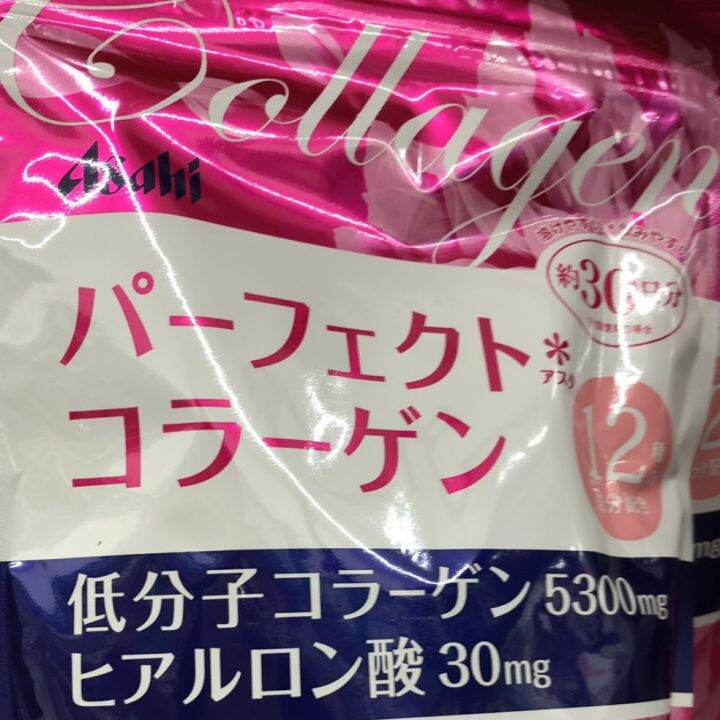 Collagen
Asahi
パーフェクト*
アスタ
コラーゲン
約30日分
12
低分子コラーゲン 5300mg
ヒアルロン酸 30mg
mg